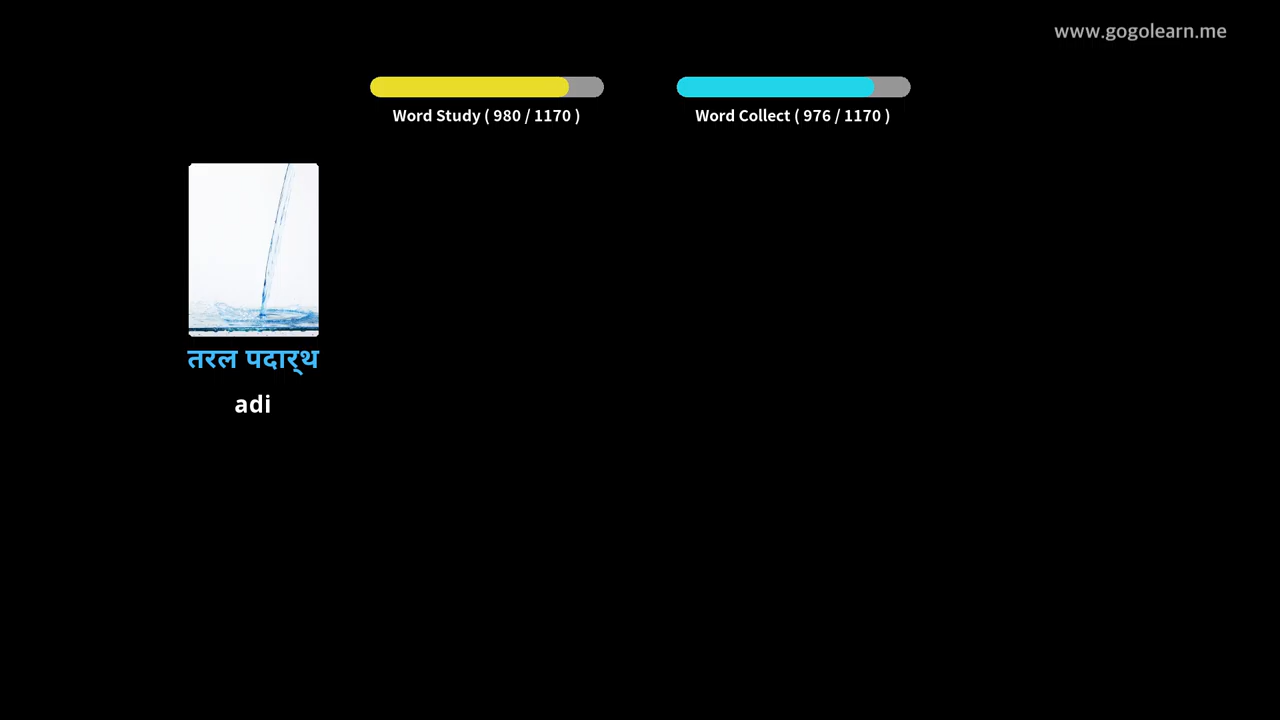 www.gogolearn.me
Word Study ( 980 / 1170 )
Word Collect ( 976 / 1170 )
तरल पदार्थ
adi